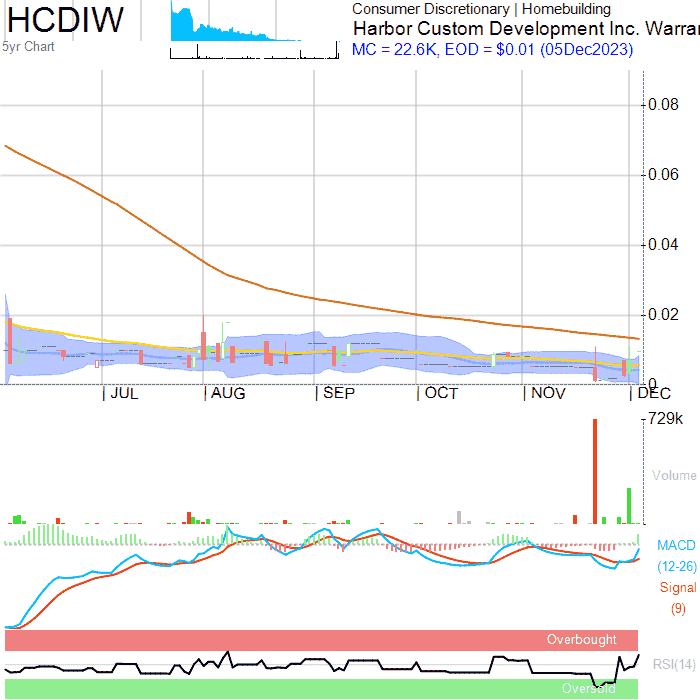 HCDIW
5yr Chart
Consumer Discretionary | Homebuilding
Harbor Custom Development Inc. Warra
MC = 22.6K, EOD = $0.01 (05Dec2023)
0.08
0.06
0.04
0.02
0
JUL
AUG
SEP
OCT
NOV
DEC
729k
Volume
MACD
(12-26)
Signal
(9)
Overbought
RSI(14)
Oversold